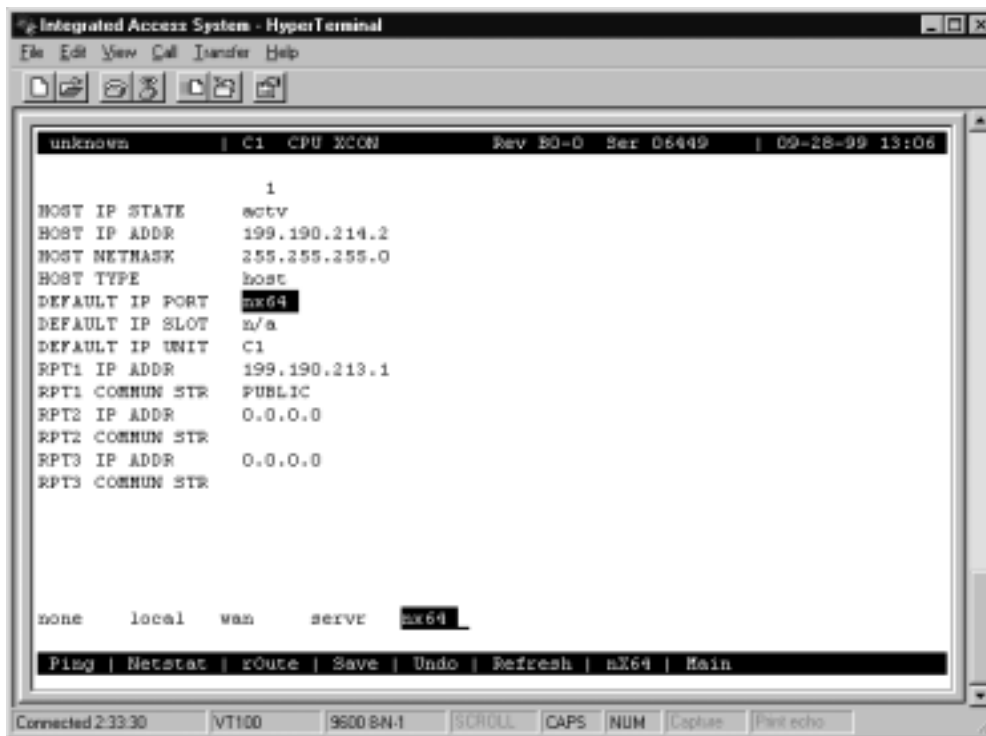 Integrated Access System - HyperTerminal
File Edit View Call Transfer Help
unknown | C1 CPU XCON Rev B0-0 Ser 06449 | 09-28-99 13:06
1
HOST IP STATE actv
HOST IP ADDR 199.190.214.2
HOST NETMASK 255.255.255.0
HOST TYPE host
DEFAULT IP PORT nx64
DEFAULT IP SLOT n/a
DEFAULT IP UNIT C1
RPT1 IP ADDR 199.190.213.1
RPT1 COMMUN STR PUBLIC
RPT2 IP ADDR 0.0.0.0
RPT2 COMMUN STR
RPT3 IP ADDR 0.0.0.0
RPT3 COMMUN STR
none local wan servr nx64
Ping | Netstat | rOute | Save | Undo | Refresh | nX64 | Main
Connected 2:33:30 VT100 9600 8-N-1 SCROLL CAPS NUM Capture Print echo